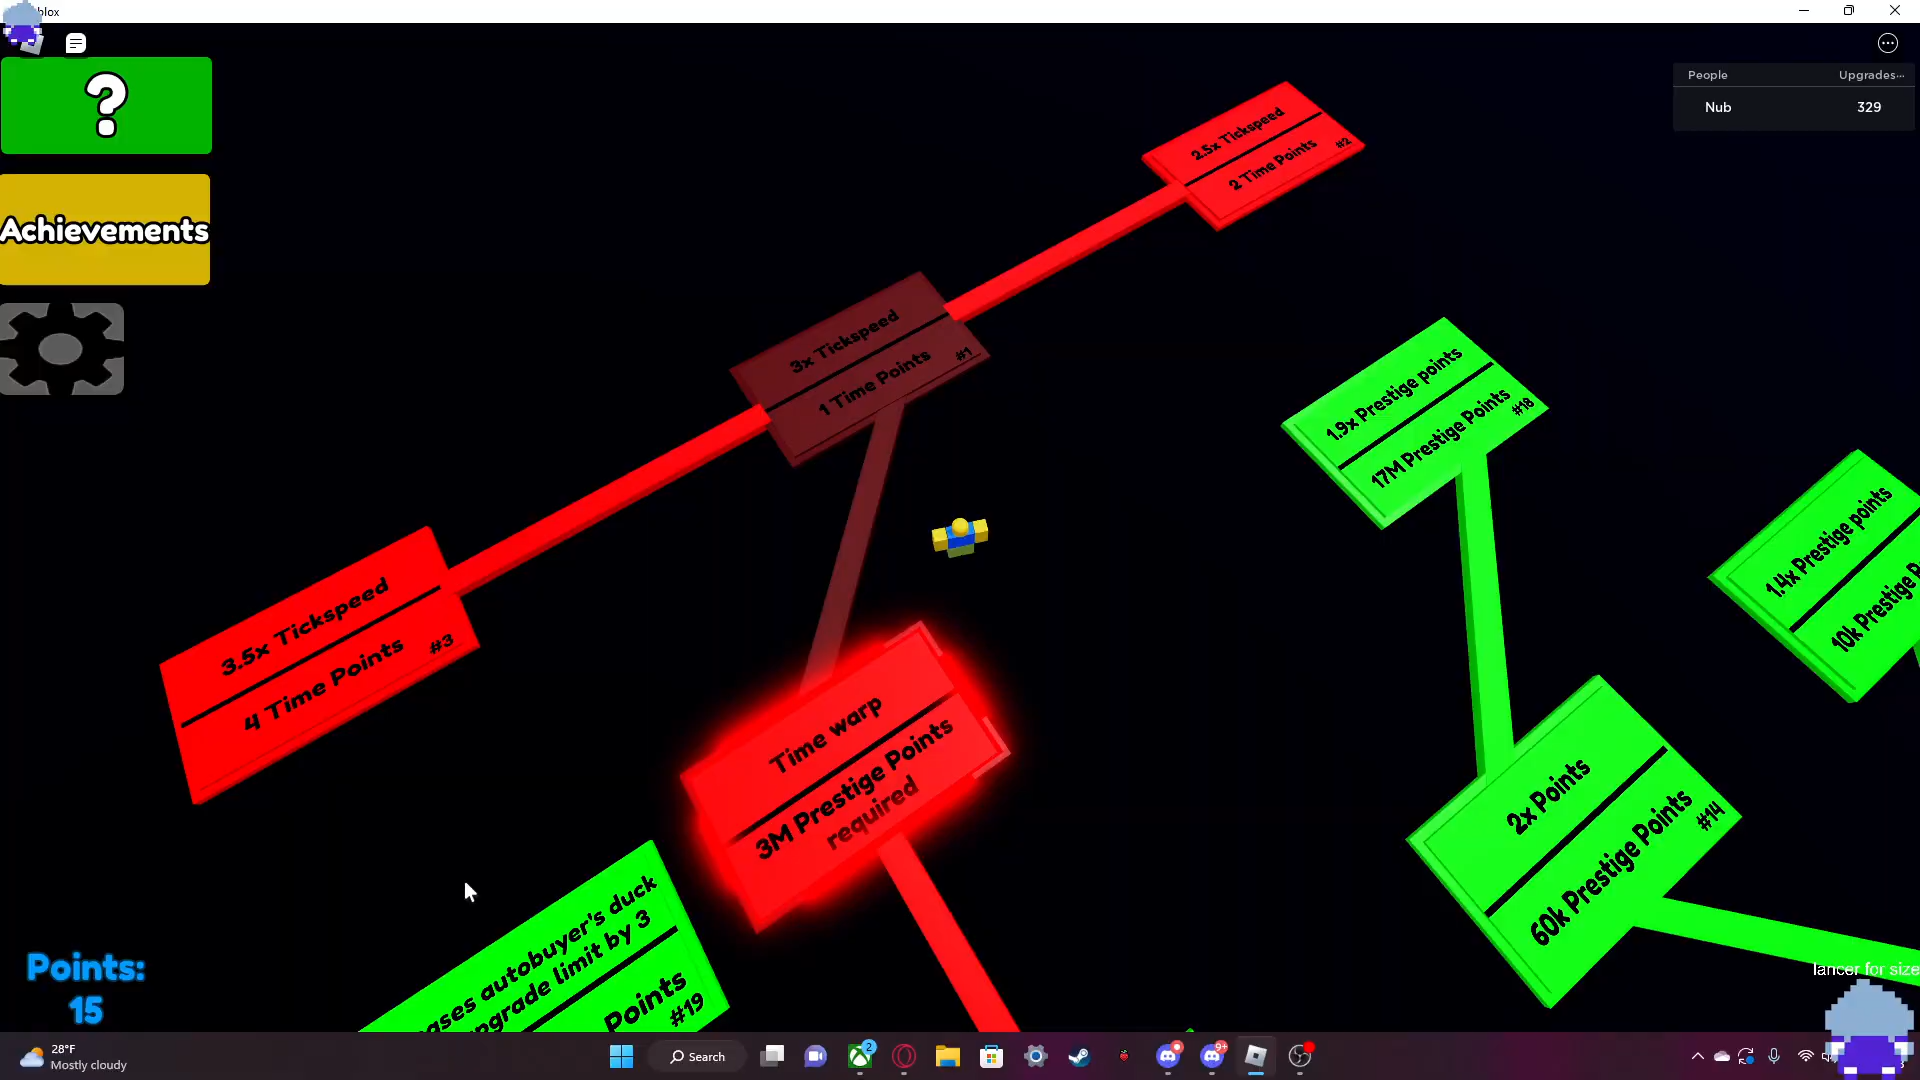 blox
?
Achievements
People Upgrades...
Nub 329
2.5x Tickspeed
2 Time Points #2
3x Tickspeed
1 Time Points #1
3.5x Tickspeed
4 Time Points #3
Time warp
3M Prestige Points
required
1.9x Prestige points
17M Prestige Points #18
1.4x Prestige points
10k Prestige
2x Points
60k Prestige Points #14
ases autobuyer's duck
pgrade limit by 3
Points
#19
Points:
15
lancer for size
28°F
Mostly cloudy
Search
2
9+